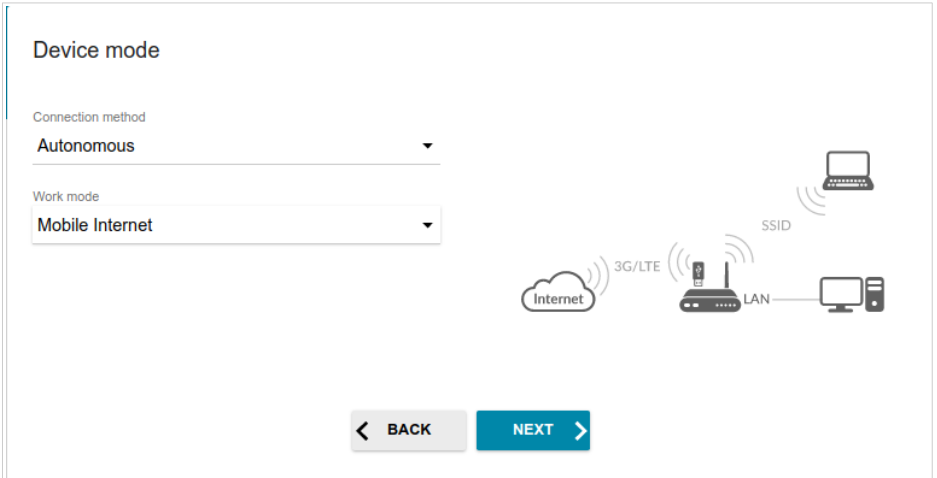 Device mode
Connection method
Autonomous
Work mode
Mobile Internet
SSID
3G/LTE
Internet
LAN
BACK
NEXT